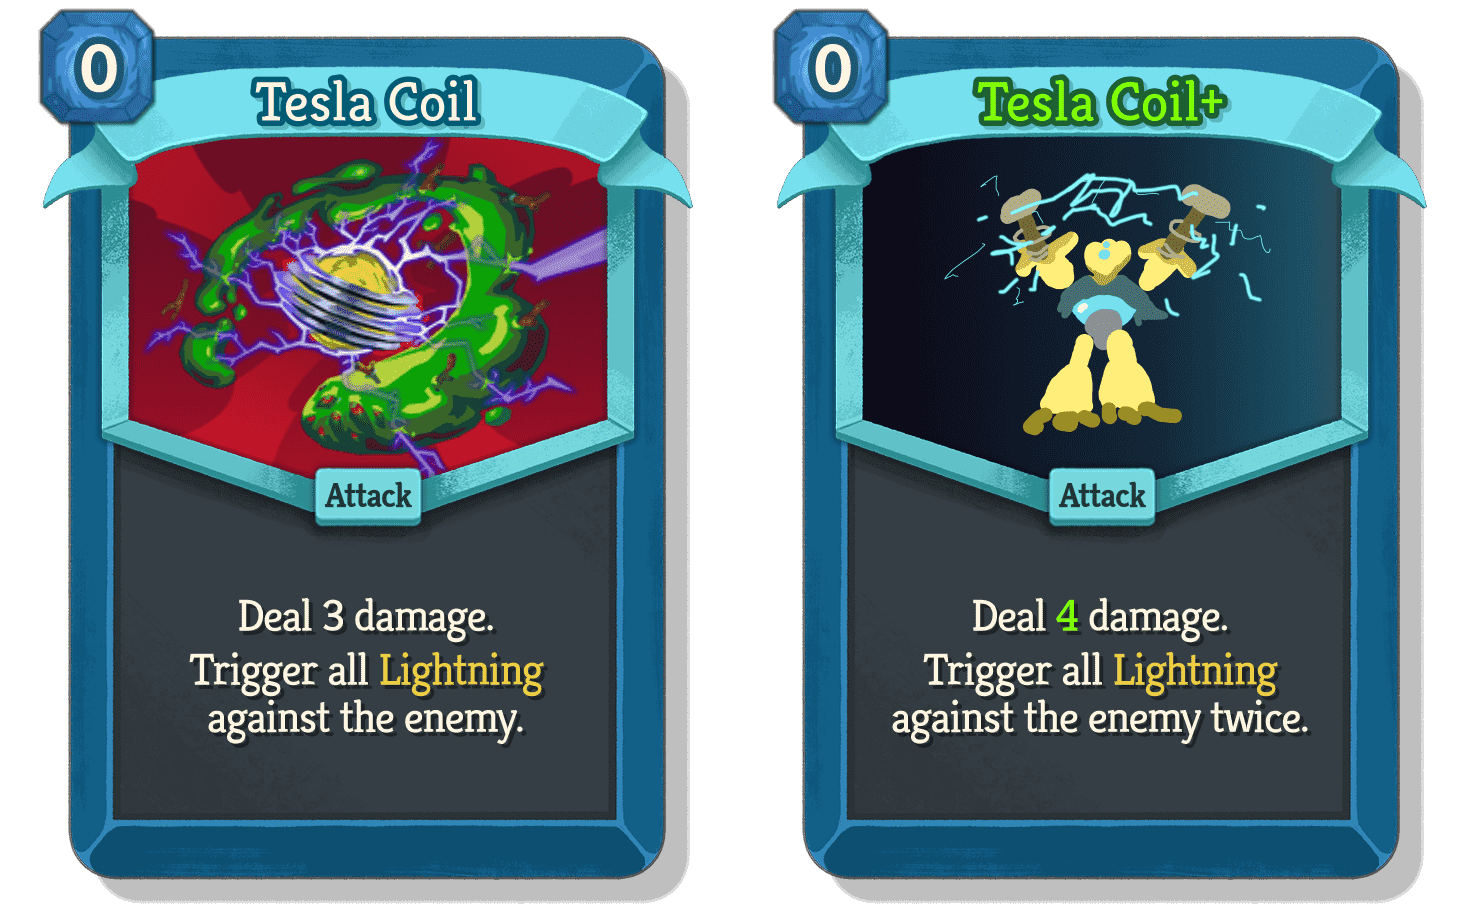 0
Tesla Coil
Attack
Deal 3 damage.
Trigger all Lightning
against the enemy.
0
Tesla Coil+
Attack
Deal 4 damage.
Trigger all Lightning
against the enemy twice.